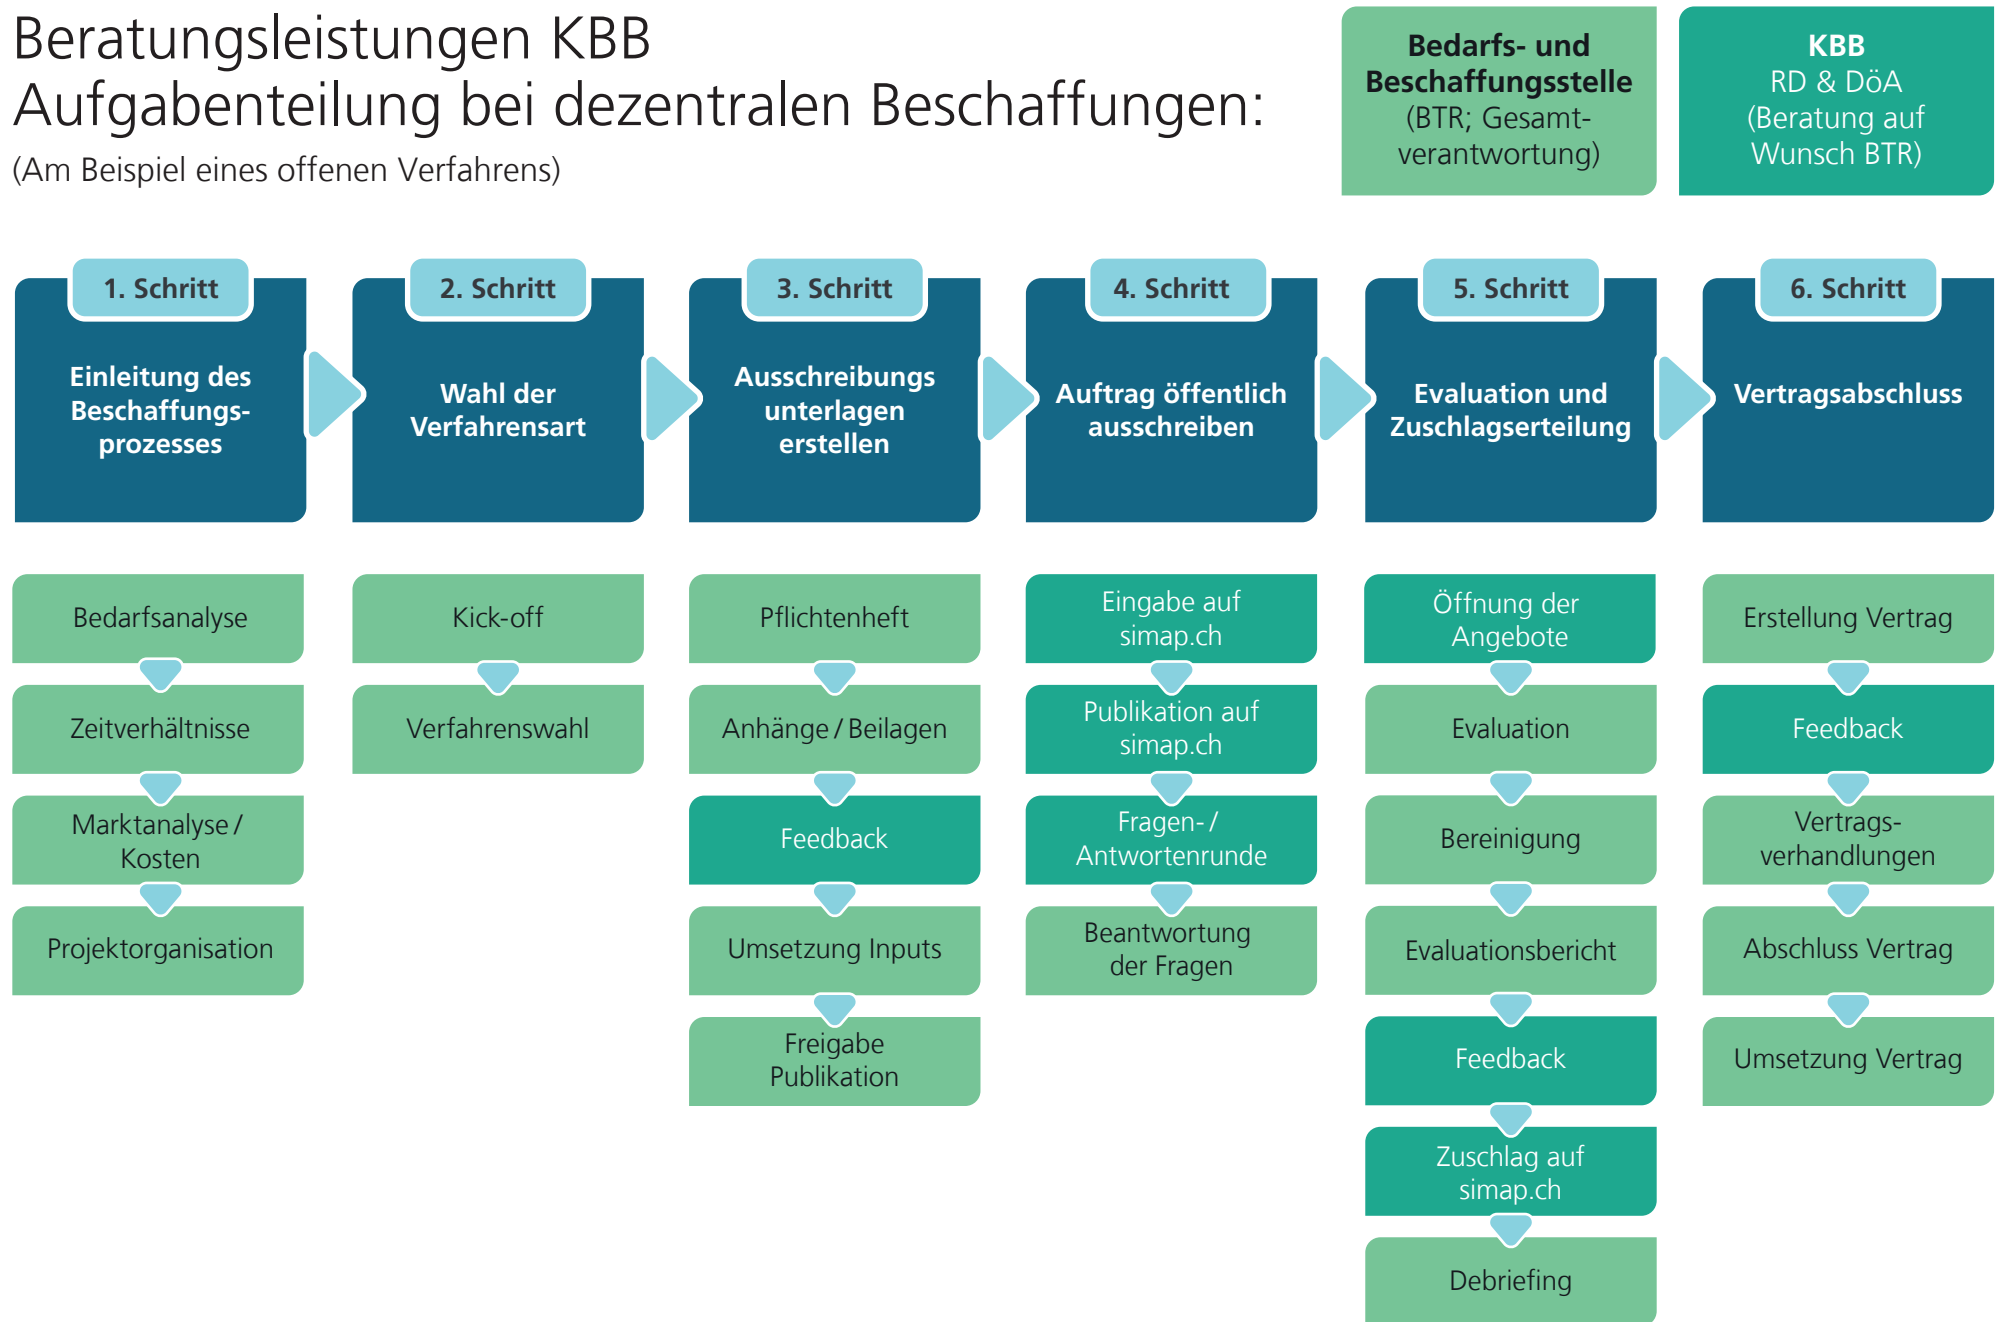 Beratungsleistungen KBB
Aufgabenteilung bei dezentralen Beschaffungen:
(Am Beispiel eines offenen Verfahrens)
Bedarfs- und
Beschaffungsstelle
(BTR; Gesamt-
verantwortung)
KBB
RD & DöA
(Beratung auf
Wunsch BTR)
1. Schritt
Einleitung des
Beschaffungs-
prozesses
2. Schritt
Wahl der
Verfahrensart
3. Schritt
Ausschreibungs
unterlagen
erstellen
4. Schritt
Auftrag öffentlich
ausschreiben
5. Schritt
Evaluation und
Zuschlagserteilung
6. Schritt
Vertragsabschluss
Bedarfsanalyse
Zeitverhältnisse
Marktanalyse /
Kosten
Projektorganisation
Kick-off
Verfahrenswahl
Pflichtenheft
Anhänge / Beilagen
Feedback
Umsetzung Inputs
Freigabe
Publikation
Eingabe auf
simap.ch
Publikation auf
simap.ch
Fragen- /
Antwortenrunde
Beantwortung
der Fragen
Öffnung der
Angebote
Evaluation
Bereinigung
Evaluationsbericht
Feedback
Zuschlag auf
simap.ch
Debriefing
Erstellung Vertrag
Feedback
Vertrags-
verhandlungen
Abschluss Vertrag
Umsetzung Vertrag